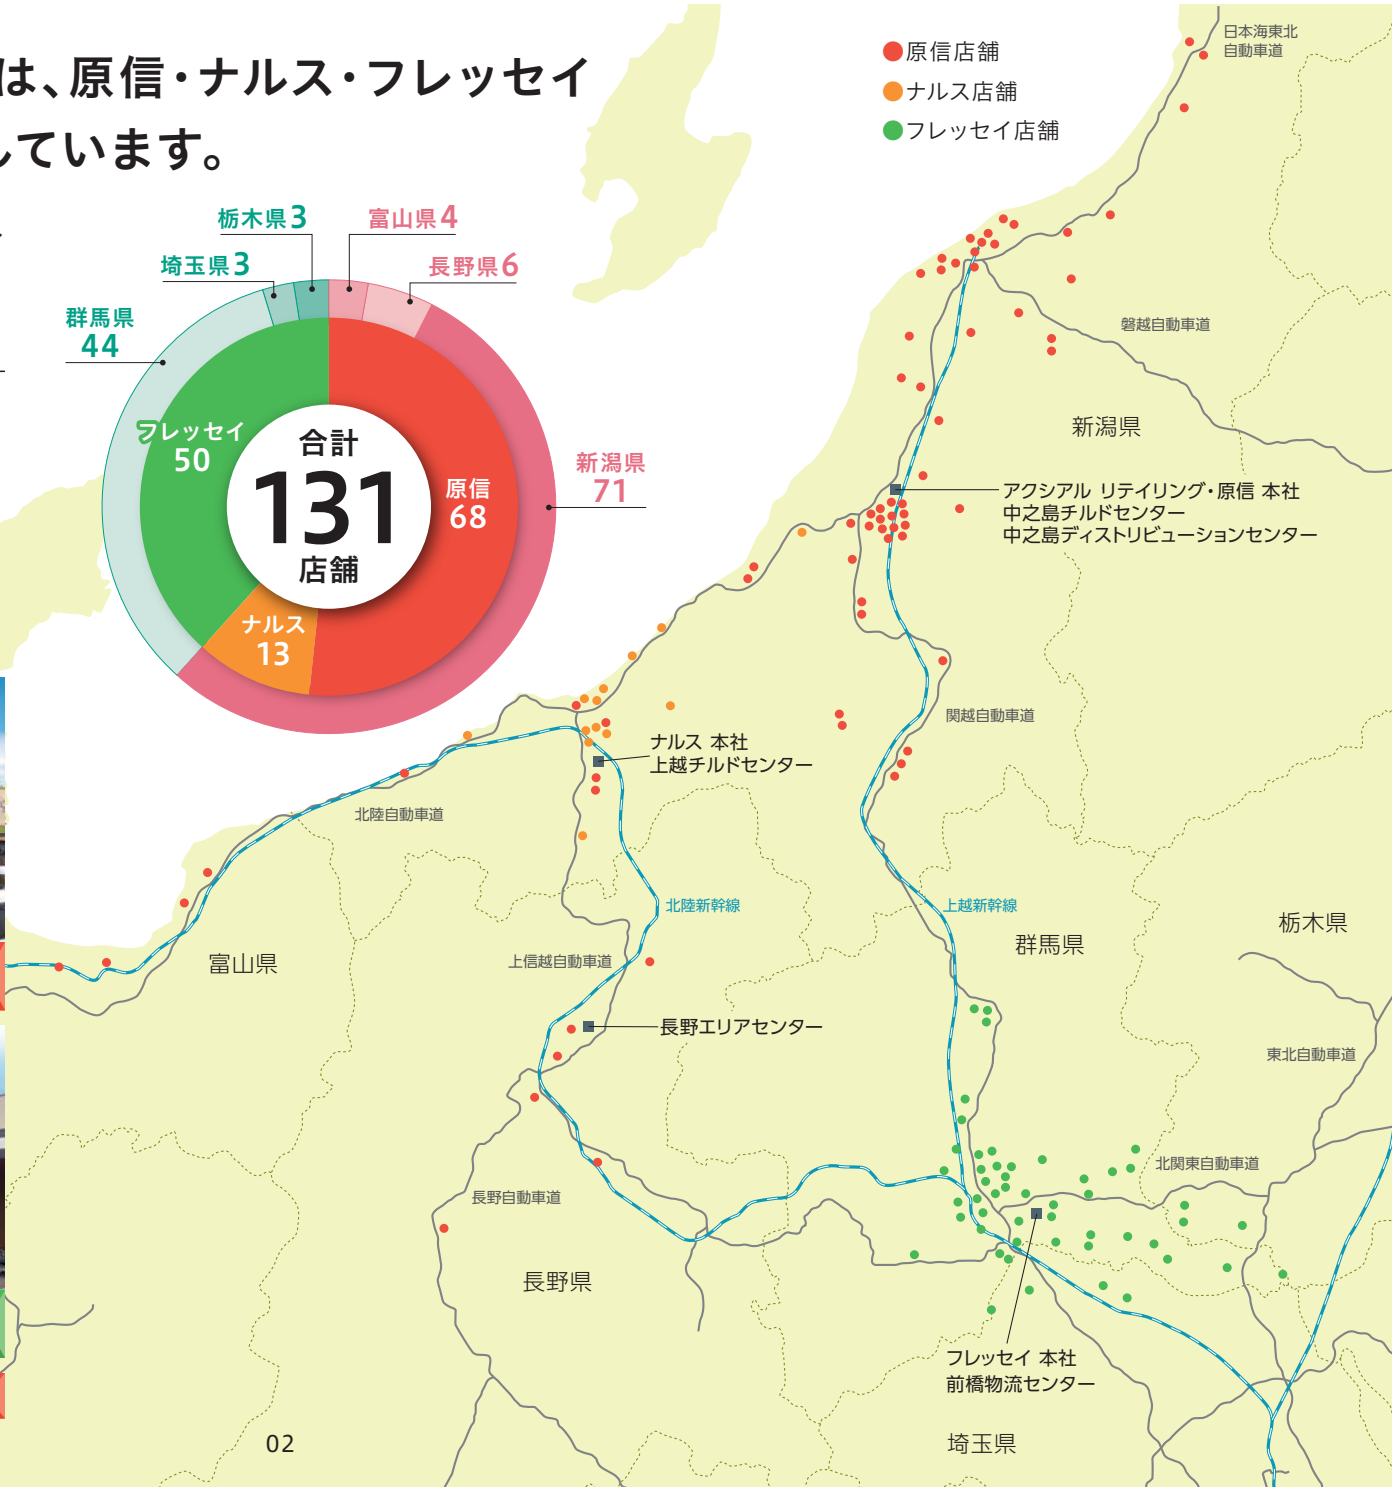 は、原信・ナルス・フレッセイ
しています。
原信店舗
ナルス店舗
フレッセイ店舗
栃木県3
富山県4
埼玉県3
長野県6
群馬県
44
フレッセイ
50
合計
131
店舗
原信
68
新潟県
71
ナルス
13
日本海東北
自動車道
磐越自動車道
新潟県
アクシアル リテイリング・原信 本社
中之島チルドセンター
中之島ディストリビューションセンター
関越自動車道
ナルス 本社
上越チルドセンター
北陸自動車道
北陸新幹線
上越新幹線
栃木県
群馬県
富山県
上信越自動車道
長野エリアセンター
東北自動車道
北関東自動車道
長野自動車道
長野県
フレッセイ 本社
前橋物流センター
埼玉県
02